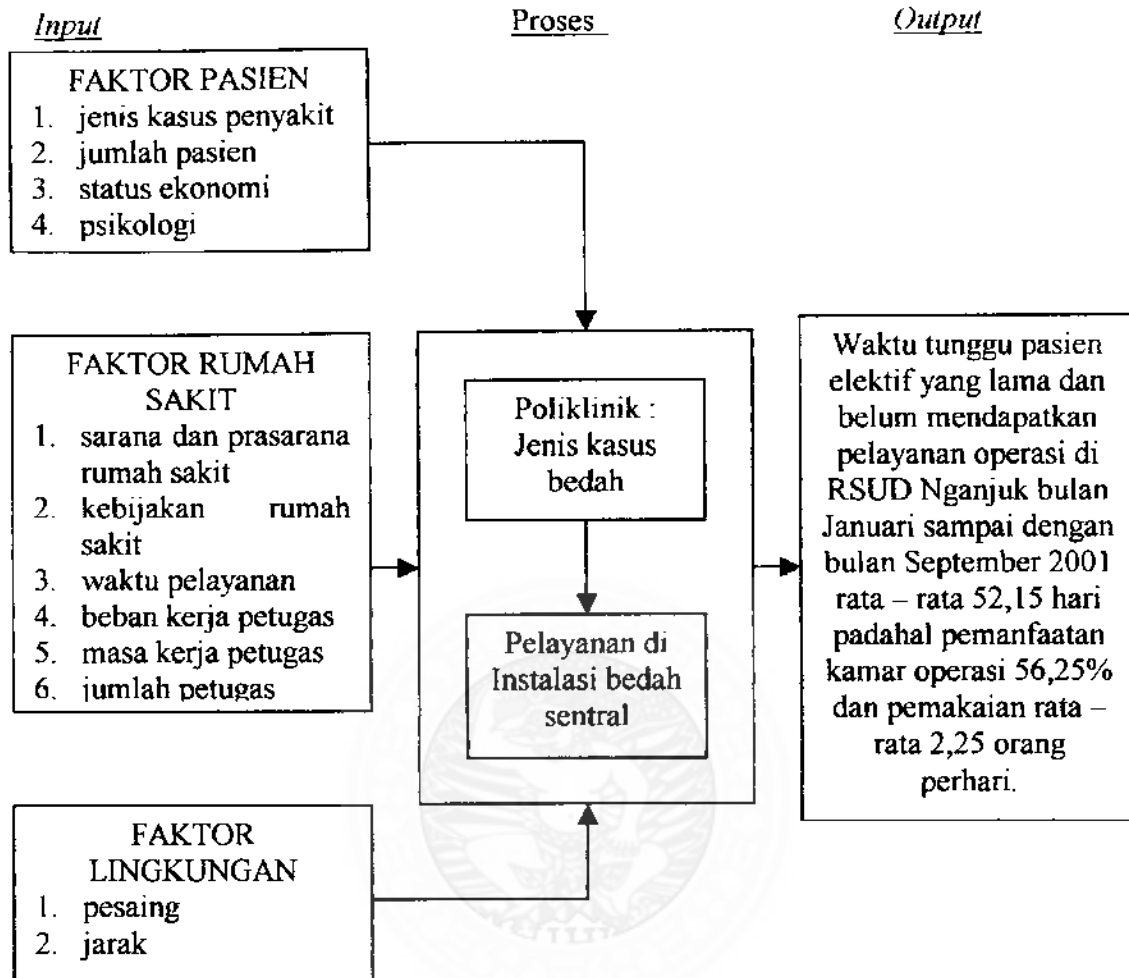 Input
Proses
Output
FAKTOR PASIEN
1. jenis kasus penyakit
2. jumlah pasien
3. status ekonomi
4. psikologi
FAKTOR RUMAH
SAKIT
1. sarana dan prasarana
rumah sakit
2. kebijakan rumah
sakit
3. waktu pelayanan
4. beban kerja petugas
5. masa kerja petugas
6. jumlah petugas
FAKTOR
LINGKUNGAN
1. pesaing
2. jarak
Poliklinik :
Jenis kasus
bedah
Pelayanan di
Instalasi bedah
sentral
Waktu tunggu pasien
elektif yang lama dan
belum mendapatkan
pelayanan operasi di
RSUD Nganjuk bulan
Januari sampai dengan
bulan September 2001
rata – rata 52,15 hari
padahal pemanfaatan
kamar operasi 56,25%
dan pemakaian rata –
rata 2,25 orang
perhari.